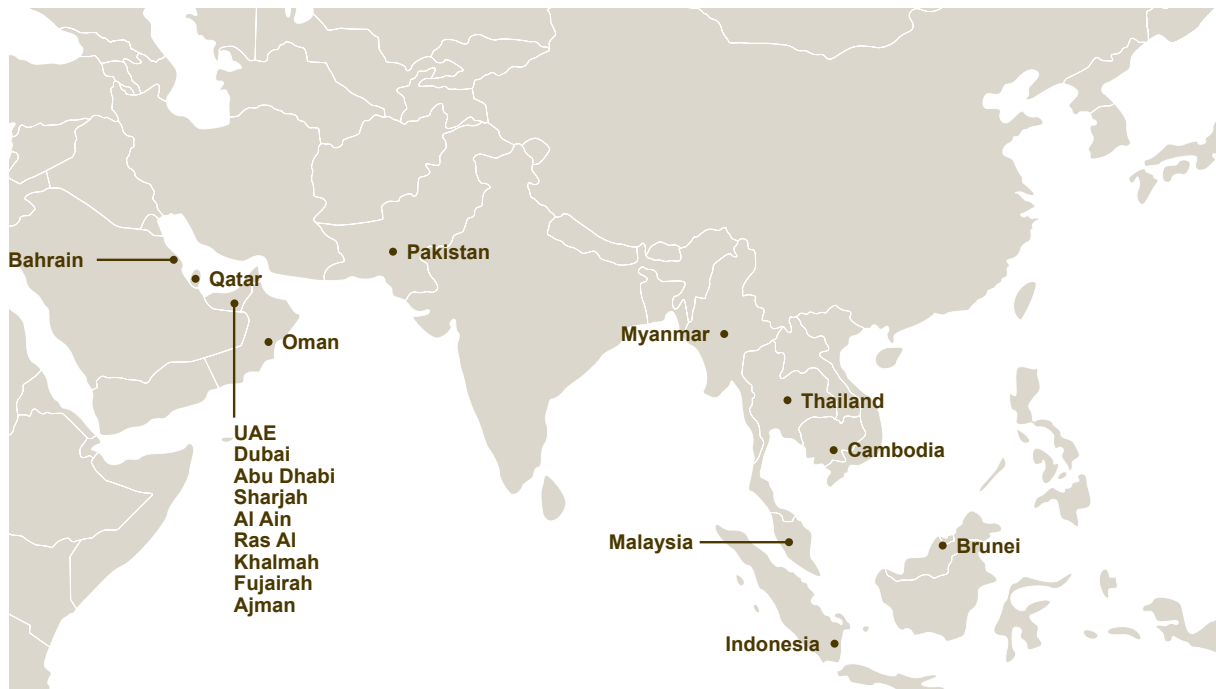 Pakistan
Bahrain
Qatar
Oman
Myanmar
UAE
Dubai
Abu Dhabi
Sharjah
Al Ain
Ras Al
Khalmah
Fujairah
Ajman
Thailand
Cambodia
Malaysia
Brunei
Indonesia